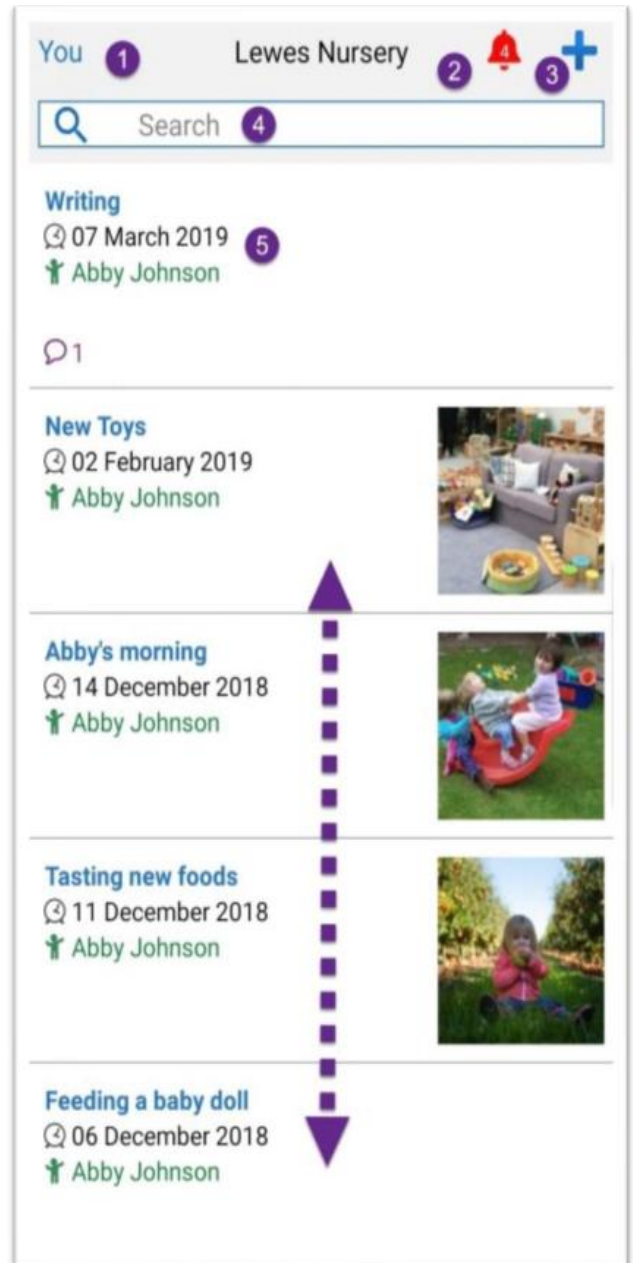 You 1 Lewes Nursery 2 4 3
Search 4
Writing
07 March 2019 5
Abby Johnson
1
New Toys
02 February 2019
Abby Johnson
Abby's morning
14 December 2018
Abby Johnson
Tasting new foods
11 December 2018
Abby Johnson
Feeding a baby doll
06 December 2018
Abby Johnson